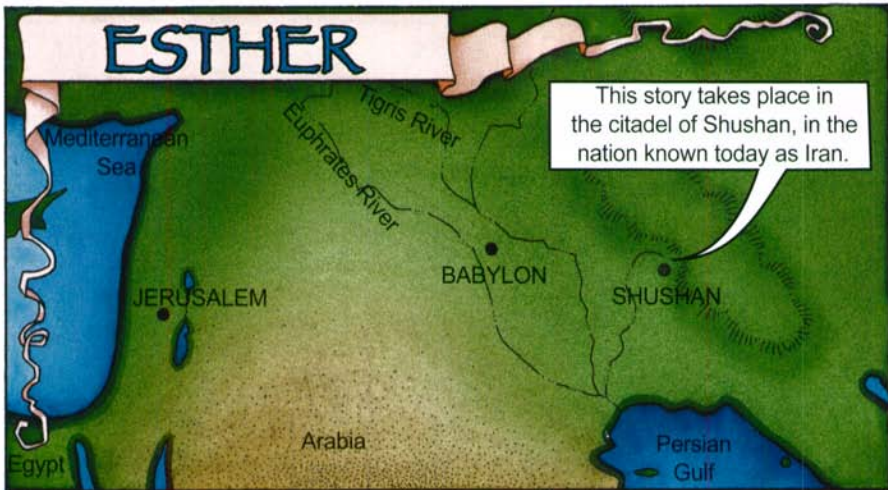 ESTHER
This story takes place in
the citadel of Shushan, in the
nation known today as Iran.
Mediterranean
Sea
Tigris River
Euphrates River
BABYLON
SHUSHAN
JERUSALEM
Arabia
Persian
Gulf
Egypt